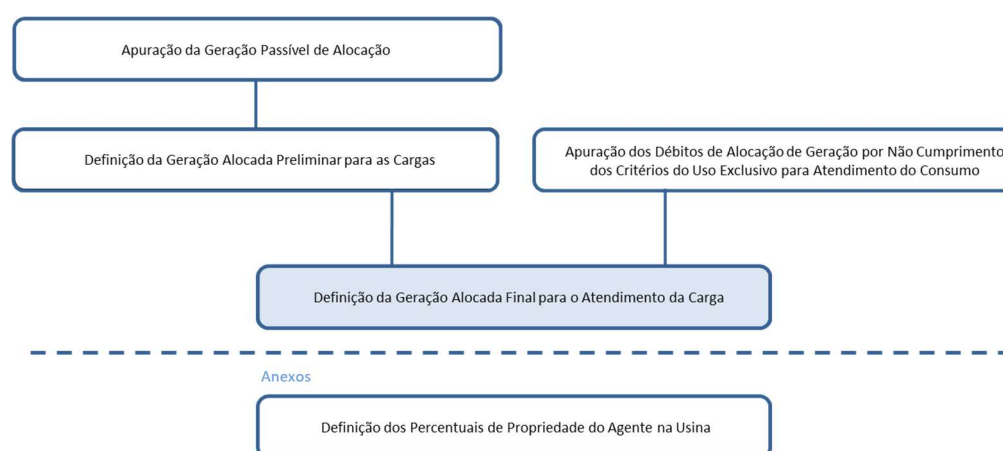 Apuração da Geração Passível de Alocação
Definição da Geração Alocada Preliminar para as Cargas
Apuração dos Débitos de Alocação de Geração por Não Cumprimento
dos Critérios do Uso Exclusivo para Atendimento do Consumo
Definição da Geração Alocada Final para o Atendimento da Carga
Anexos
Definição dos Percentuais de Propriedade do Agente na Usina